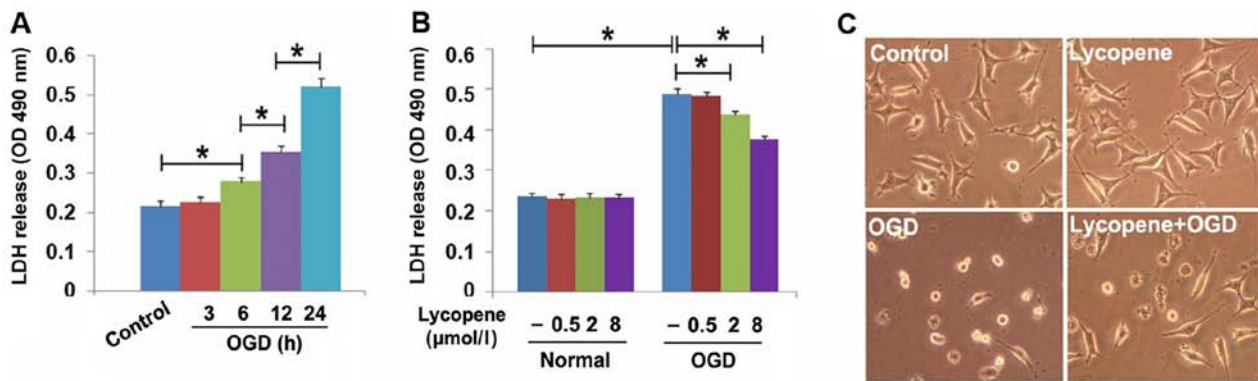 A
LDH release (OD 490 nm)
0.6
0.5
0.4
0.3
0.2
0.1
0
*
*
*
Control
3 6 12 24
OGD (h)
B
LDH release (OD 490 nm)
0.6
0.5
0.4
0.3
0.2
0.1
0
*
*
*
Lycopene
(µmol/l)
– 0.5 2 8
– 0.5 2 8
Normal
OGD
C
Control
Lycopene
OGD
Lycopene+OGD